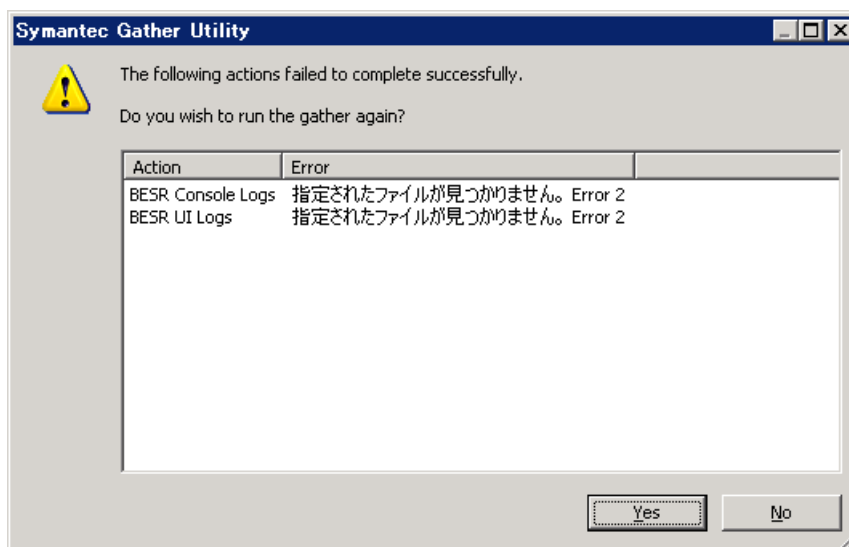 Symantec Gather Utility
The following actions failed to complete successfully.
Do you wish to run the gather again?
Action Error
BESR Console Logs 指定されたファイルが見つかりません。 Error 2
BESR UI Logs 指定されたファイルが見つかりません。 Error 2
Yes No